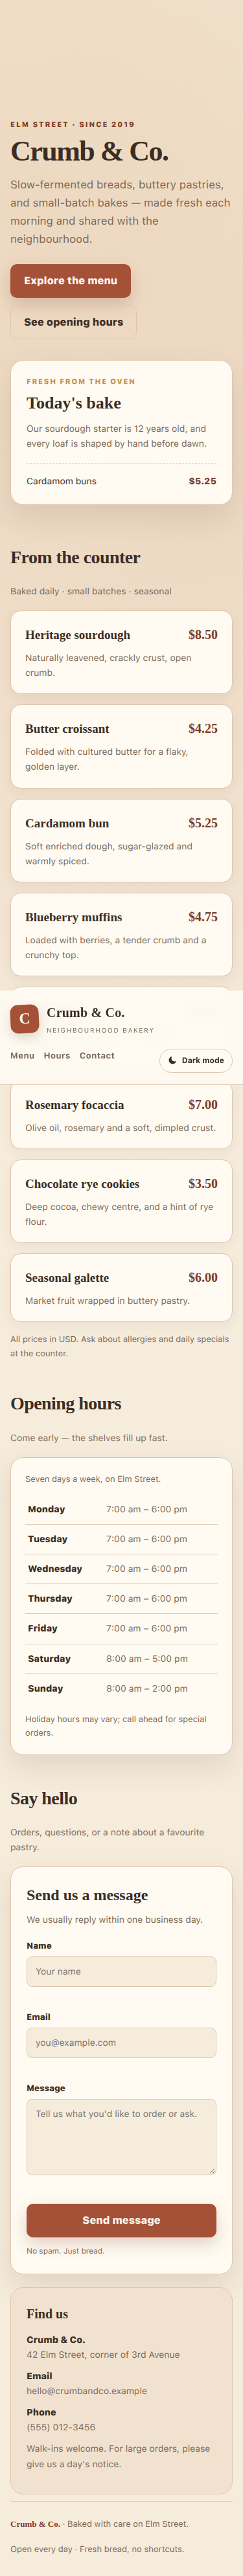 ELM STREET · SINCE 2019
Crumb & Co.
Slow-fermented breads, buttery pastries,
and small-batch bakes — made fresh each
morning and shared with the
neighbourhood.
Explore the menu
See opening hours
FRESH FROM THE OVEN
Today's bake
Our sourdough starter is 12 years old, and
every loaf is shaped by hand before dawn.
Cardamom buns $5.25
From the counter
Baked daily · small batches · seasonal
Heritage sourdough $8.50
Naturally leavened, crackly crust, open
crumb.
Butter croissant $4.25
Folded with cultured butter for a flaky,
golden layer.
Cardamom bun $5.25
Soft enriched dough, sugar-glazed and
warmly spiced.
Blueberry muffins $4.75
Loaded with berries, a tender crumb and a
crunchy top.
C
Crumb & Co.
NEIGHBOURHOOD BAKERY
Menu Hours Contact
Dark mode
Rosemary focaccia $7.00
Olive oil, rosemary and a soft, dimpled crust.
Chocolate rye cookies $3.50
Deep cocoa, chewy centre, and a hint of rye
flour.
Seasonal galette $6.00
Market fruit wrapped in buttery pastry.
All prices in USD. Ask about allergies and daily specials
at the counter.
Opening hours
Come early — the shelves fill up fast.
Seven days a week, on Elm Street.
Monday 7:00 am – 6:00 pm
Tuesday 7:00 am – 6:00 pm
Wednesday 7:00 am – 6:00 pm
Thursday 7:00 am – 6:00 pm
Friday 7:00 am – 6:00 pm
Saturday 8:00 am – 5:00 pm
Sunday 8:00 am – 2:00 pm
Holiday hours may vary; call ahead for special
orders.
Say hello
Orders, questions, or a note about a favourite
pastry.
Send us a message
We usually reply within one business day.
Name
Your name
Email
you@example.com
Message
Tell us what you'd like to order or ask.
Send message
No spam. Just bread.
Find us
Crumb & Co.
42 Elm Street, corner of 3rd Avenue
Email
hello@crumbandco.example
Phone
(555) 012-3456
Walk-ins welcome. For large orders, please
give us a day's notice.
Crumb & Co. · Baked with care on Elm Street.
Open every day · Fresh bread, no shortcuts.